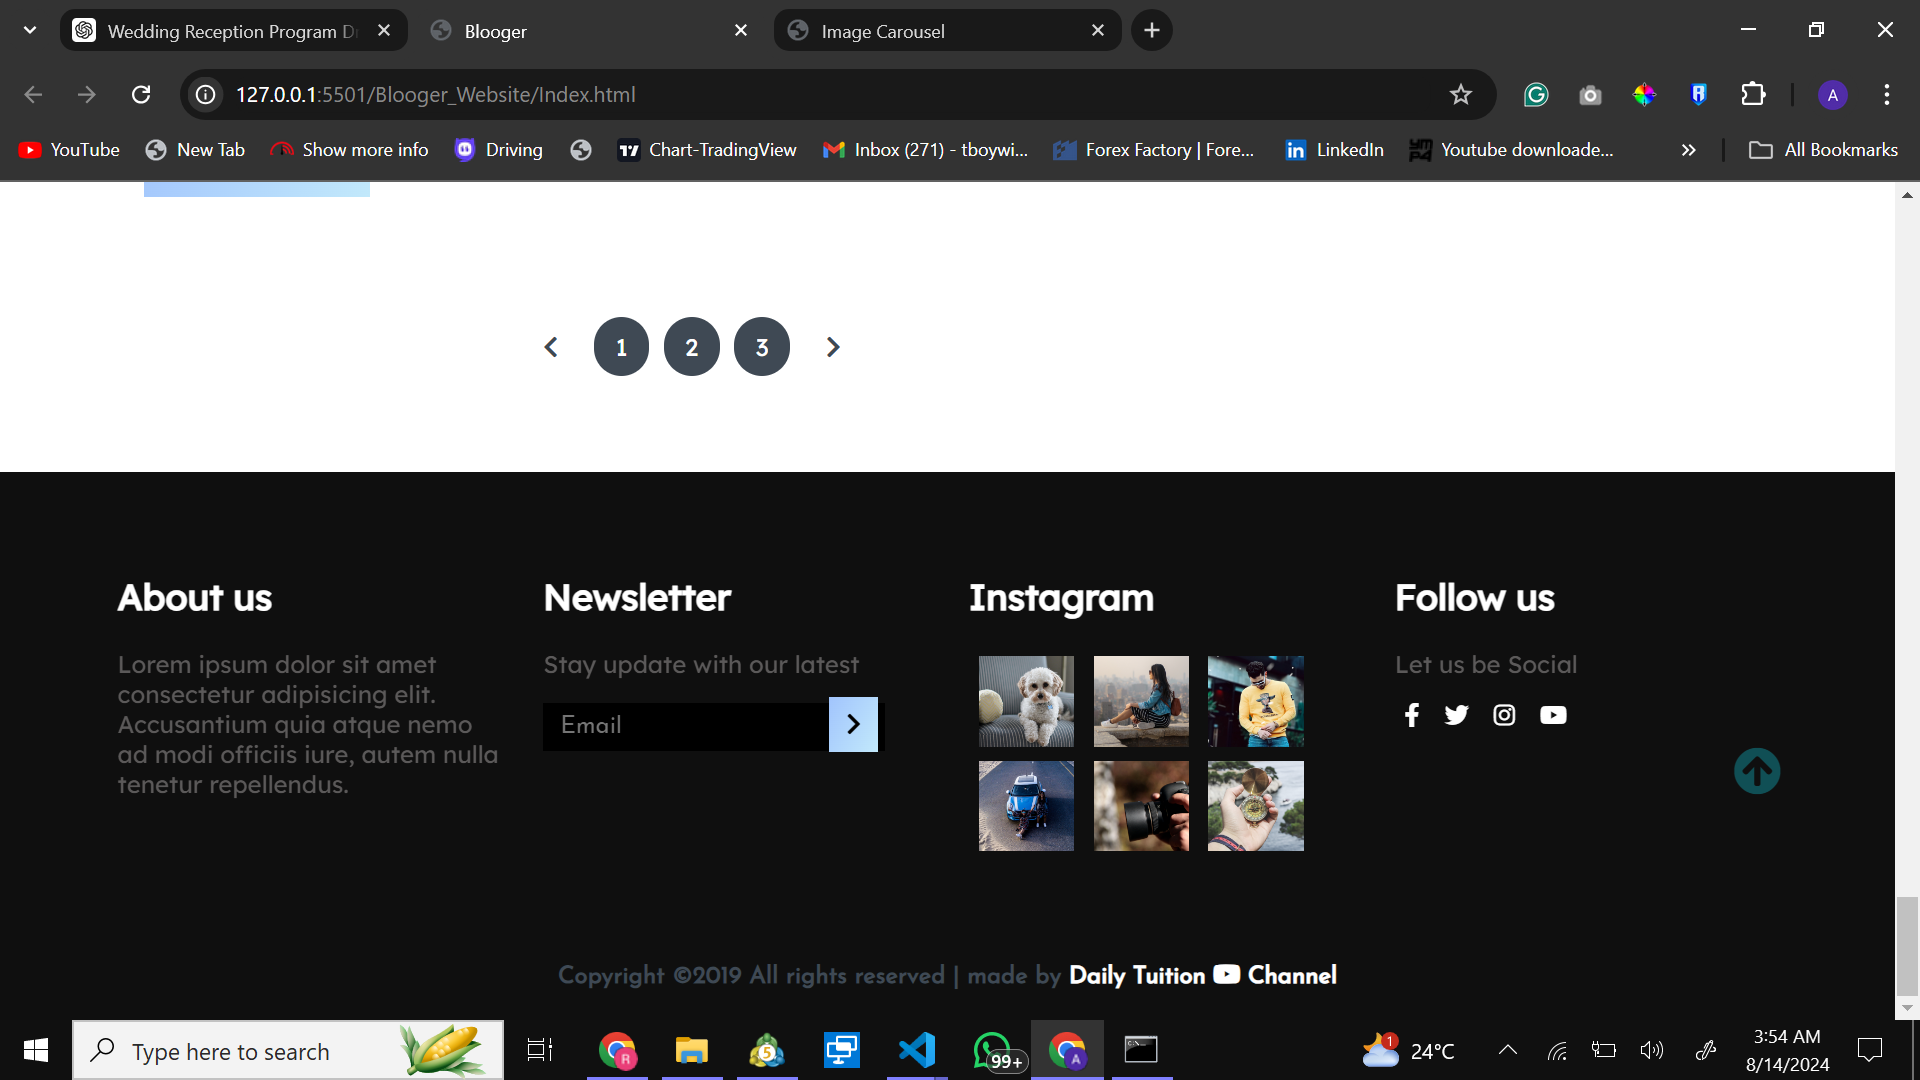 Wedding Reception Program Dr
Blooger
Image Carousel
127.0.0.1:5501/Blooger_Website/Index.html
A
YouTube
New Tab
Show more info
Driving
Chart-TradingView
Inbox (271) - tboywi...
Forex Factory | Fore...
LinkedIn
Youtube downloade...
All Bookmarks
1 2 3
About us
Lorem ipsum dolor sit amet
consectetur adipisicing elit.
Accusantium quia atque nemo
ad modi officiis iure, autem nulla
tenetur repellendus.
Newsletter
Stay update with our latest
Email
Instagram
Follow us
Let us be Social
Copyright ©2019 All rights reserved | made by Daily Tuition Channel
Type here to search
R
5
99+
A
1
24°C
3:54 AM
8/14/2024